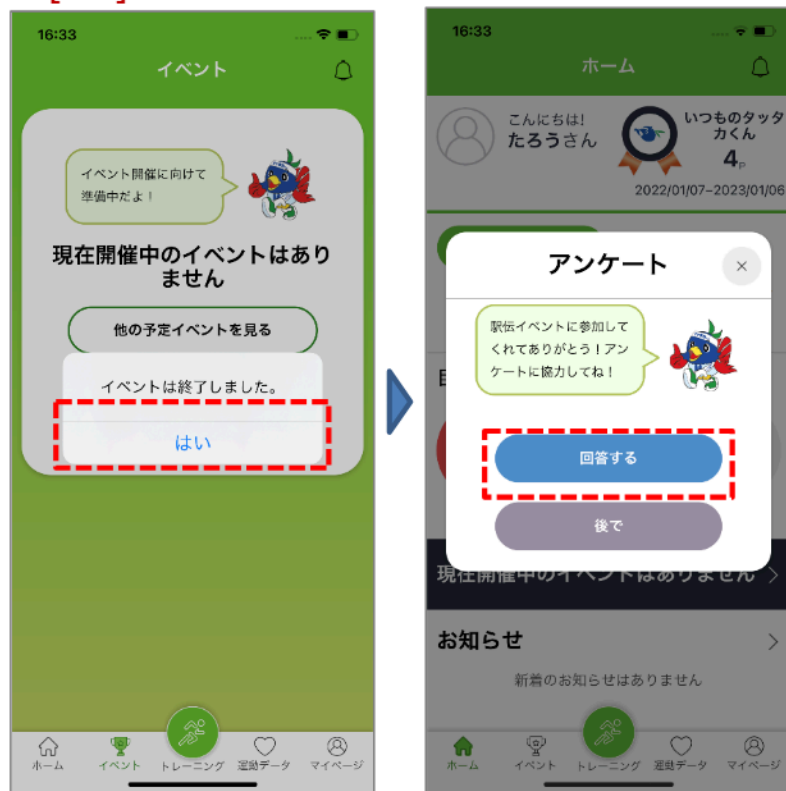 16:33
イベント
イベント開催に向けて
準備中だよ！
現在開催中のイベントはあり
ません
他の予定イベントを見る
イベントは終了しました。
はい
ホーム
イベント
トレーニング
運動データ
マイページ
16:33
ホーム
こんにちは!
たろうさん
いつものタッタ
カくん
4P
2022/01/07-2023/01/06
アンケート
×
駅伝イベントに参加して
くれてありがとう！アン
ケートに協力してね！
回答する
後で
現在開催中のイベントはありません
お知らせ
新着のお知らせはありません
ホーム
イベント
トレーニング
運動データ
マイページ